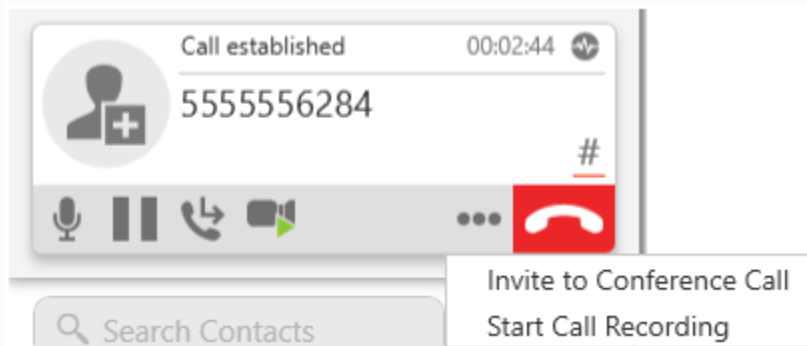 Call established 00:02:44
5555556284
#
Invite to Conference Call
Search Contacts
Start Call Recording